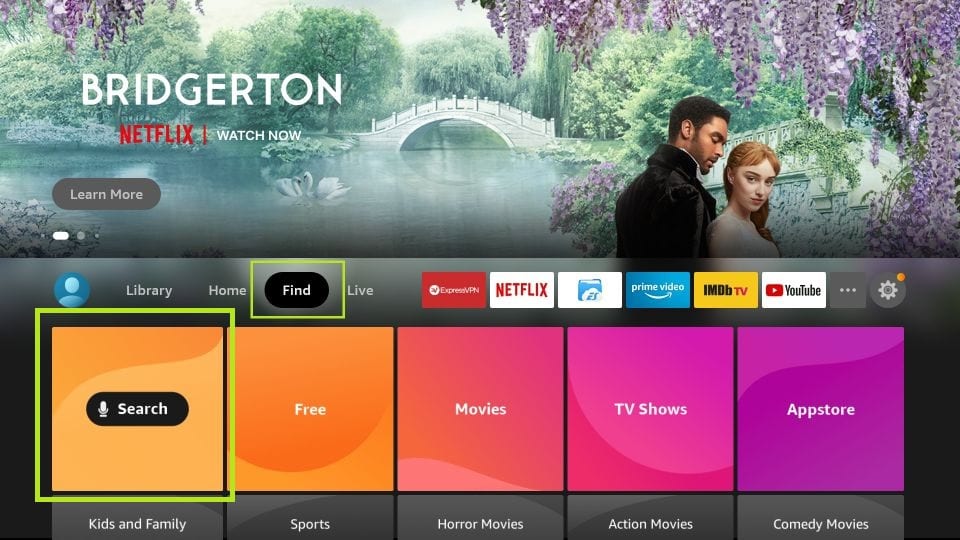 BRIDGERTON
NETFLIX | WATCH NOW
Learn More
Library Home Find Live ExpressVPN NETFLIX ES prime video IMDb TV YouTube
Search Free Movies TV Shows Appstore
Kids and Family Sports Horror Movies Action Movies Comedy Movies